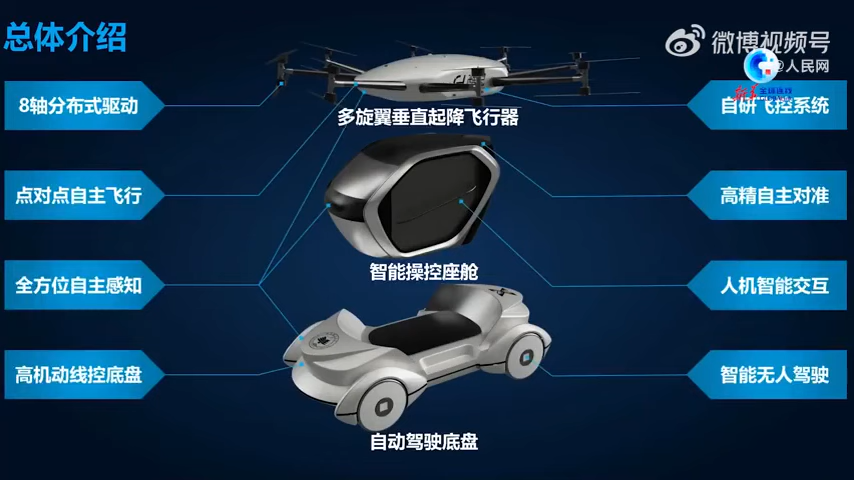 总体介绍
微博视频号
@人民网
8轴分布式驱动
自研飞控系统
多旋翼垂直起降飞行器
点对点自主飞行
高精自主对准
智能操控座舱
全方位自主感知
人机智能交互
高机动线控底盘
智能无人驾驶
自动驾驶底盘